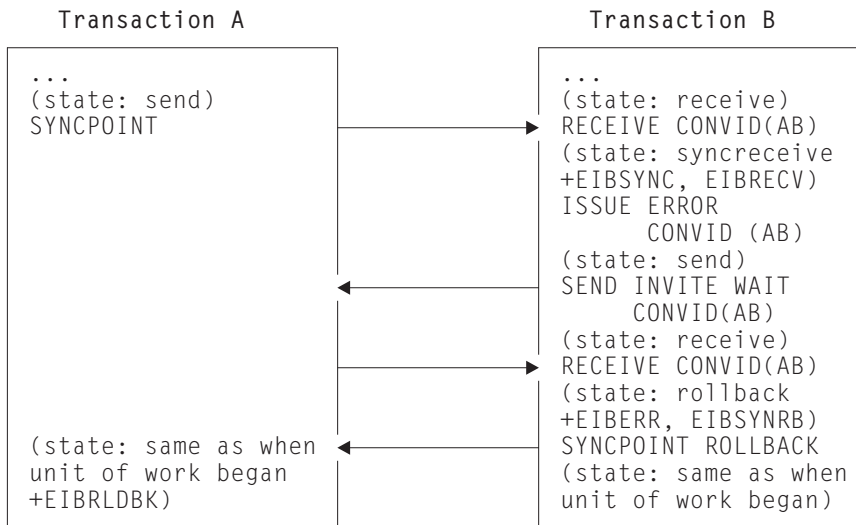 Transaction A
...
(state: send)
SYNCPOINT
(state: same as when
unit of work began
+EIBRLDBK)
Transaction B
...
(state: receive)
RECEIVE CONVID(AB)
(state: syncreceive
+EIBSYNC, EIBRECV)
ISSUE ERROR
CONVID (AB)
(state: send)
SEND INVITE WAIT
CONVID(AB)
(state: receive)
RECEIVE CONVID(AB)
(state: rollback
+EIBERR, EIBSYNRB)
SYNCPOINT ROLLBACK
(state: same as when
unit of work began)